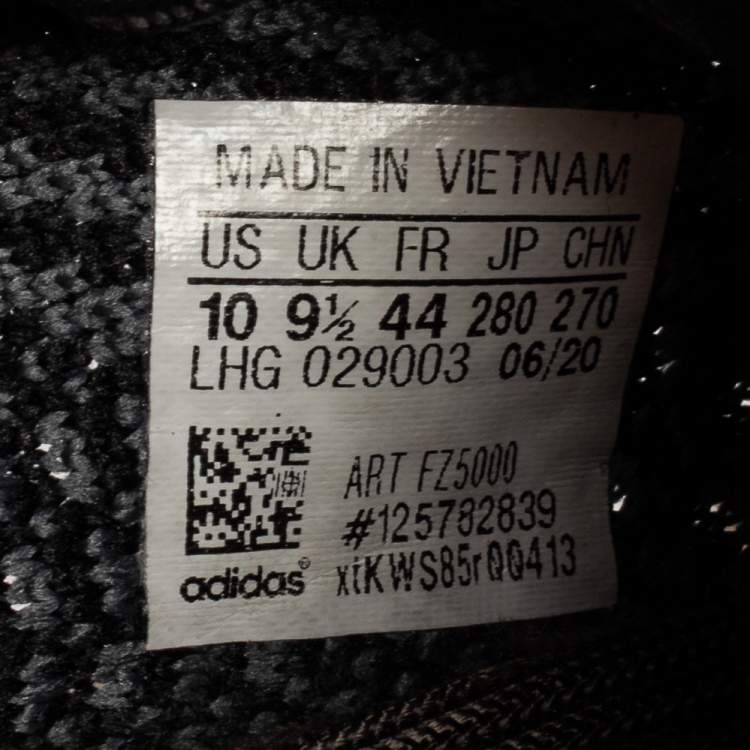 MADE IN VIETNAM
US UK FR JP CHN
10 9½ 44 280 270
LHG 029003 06/20
ART FZ5000
#125782839
adidas® xtKWS85rQQ413